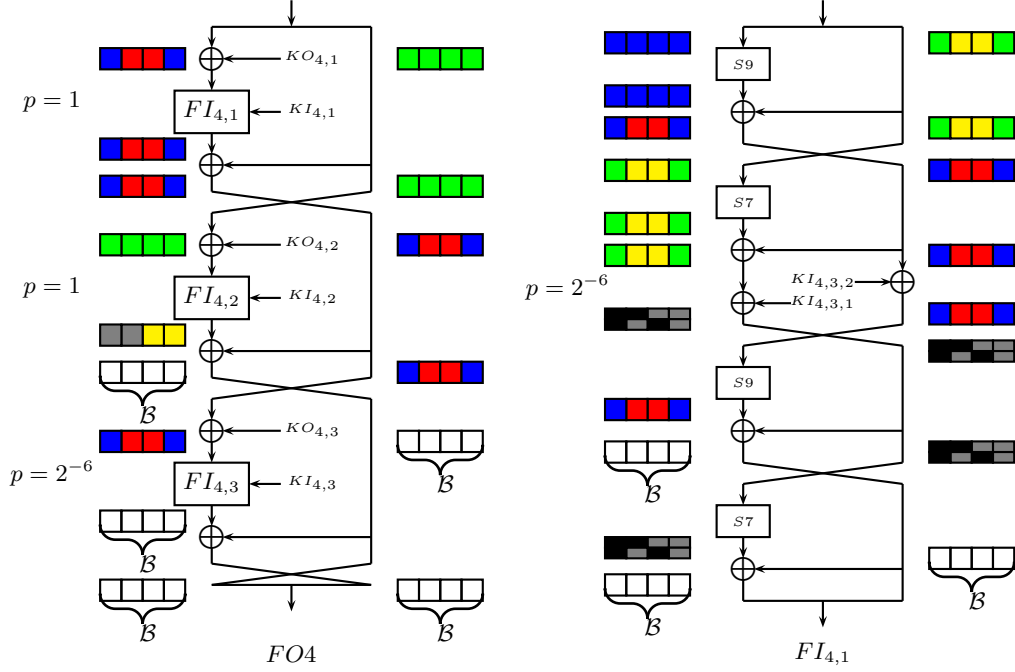 KO4,1
p = 1
FI4,1
KI4,1
KO4,2
p = 1
FI4,2
KI4,2
B
KO4,3
p = 2^-6
FI4,3
KI4,3
B
B
B
B
FO4
S9
S7
p = 2^-6
KI4,3,2
KI4,3,1
S9
B
S7
B
B
FI4,1